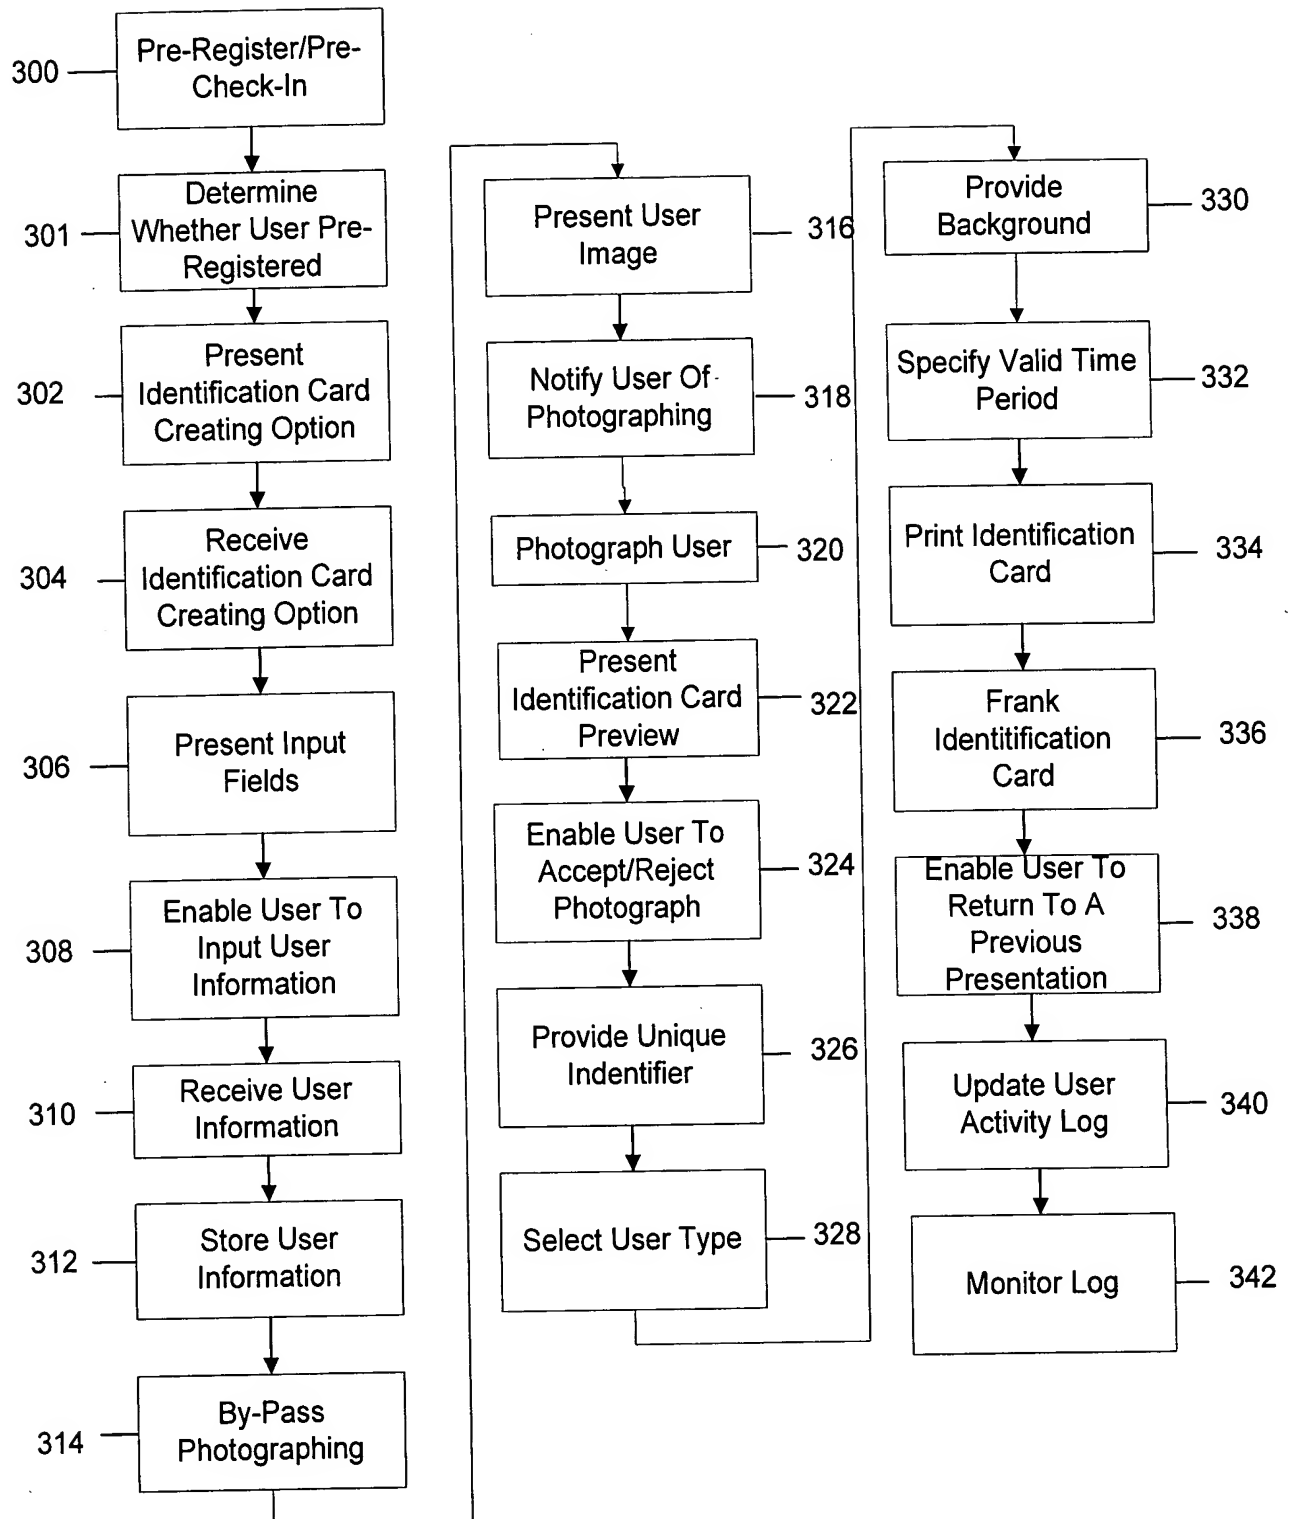 300
Pre-Register/Pre-
Check-In
301
Determine
Whether User Pre-
Registered
302
Present
Identification Card
Creating Option
304
Receive
Identification Card
Creating Option
306
Present Input
Fields
308
Enable User To
Input User
Information
310
Receive User
Information
312
Store User
Information
314
By-Pass
Photographing
Present User
Image
316
Notify User Of
Photographing
318
Photograph User
320
Present
Identification Card
Preview
322
Enable User To
Accept/Reject
Photograph
324
Provide Unique
Indentifier
326
Select User Type
328
Provide
Background
330
Specify Valid Time
Period
332
Print Identification
Card
334
Frank
Identitification
Card
336
Enable User To
Return To A
Previous
Presentation
338
Update User
Activity Log
340
Monitor Log
342